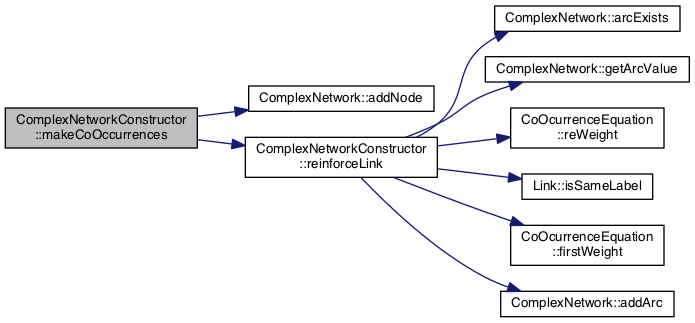 ComplexNetworkConstructor
::makeCoOccurrences
ComplexNetwork::addNode
ComplexNetworkConstructor
::reinforceLink
ComplexNetwork::arcExists
ComplexNetwork::getArcValue
CoOcurrenceEquation
::reWeight
Link::isSameLabel
CoOcurrenceEquation
::firstWeight
ComplexNetwork::addArc